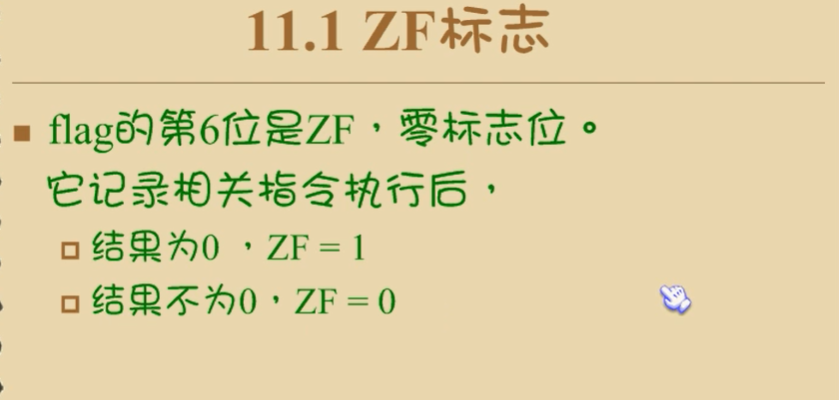 11.1 ZF标志
flag的第6位是ZF，零标志位。
它记录相关指令执行后，
结果为0 ，ZF = 1
结果不为0，ZF = 0